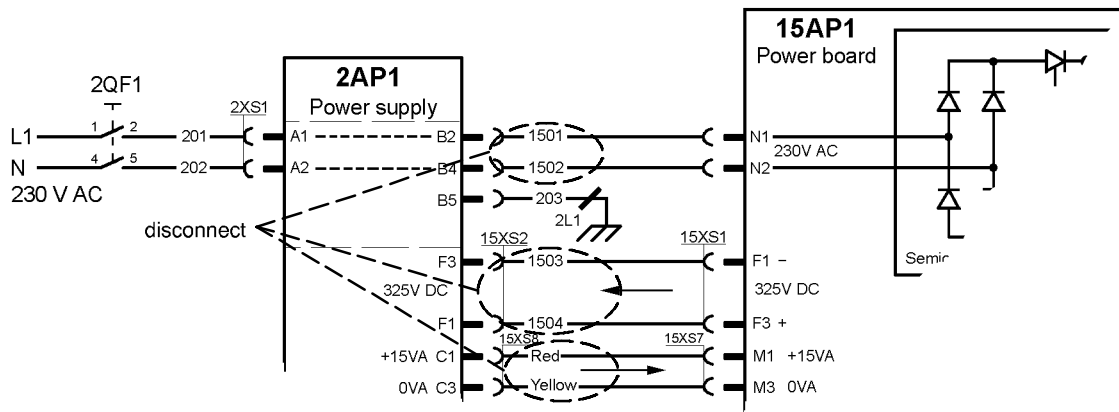 15AP1
Power board
2AP1
Power supply
2QF1
2XS1
L1 1 2 201 A1 B2 1501 N1
230V AC
N 4 5 202 A2 B4 1502 N2
230 V AC
B5 203
2L1
disconnect
15XS2 15XS1
F3 1503 F1 –
325V DC 325V DC
F1 1504 F3 +
15XS8 15XS7
+15VA C1 Red M1 +15VA
0VA C3 Yellow M3 0VA